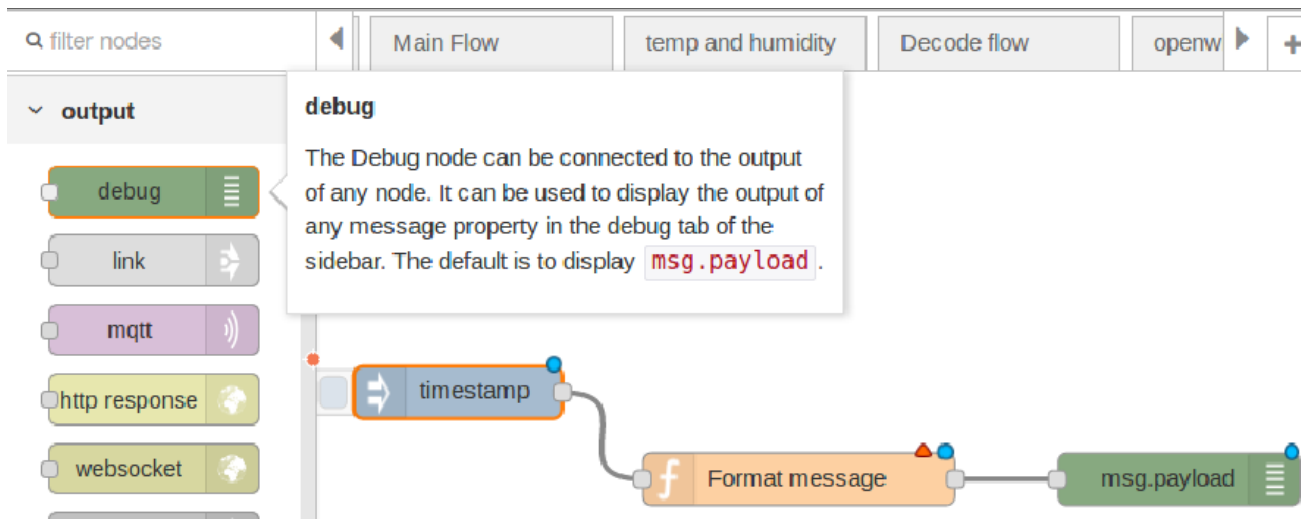 filter nodes
Main Flow
temp and humidity
Decode flow
openw
+
output
debug
link
mqtt
http response
websocket
debug
The Debug node can be connected to the output
of any node. It can be used to display the output of
any message property in the debug tab of the
sidebar. The default is to display msg.payload.
timestamp
f Format message
msg.payload